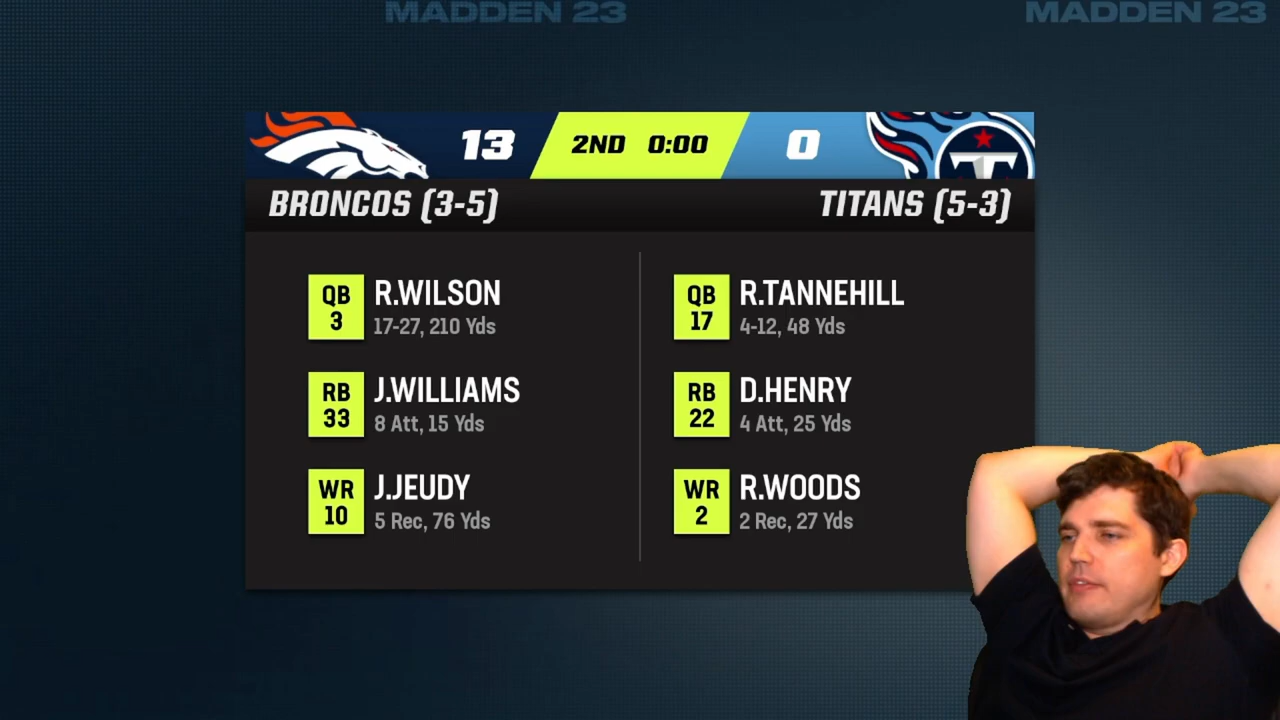 MADDEN 23 MADDEN 23
13 2ND 0:00 0
BRONCOS (3-5) TITANS (5-3)
QB 3 R.WILSON
17-27, 210 Yds
QB 17 R.TANNEHILL
4-12, 48 Yds
RB 33 J.WILLIAMS
8 Att, 15 Yds
RB 22 D.HENRY
4 Att, 25 Yds
WR 10 J.JEUDY
5 Rec, 76 Yds
WR 2 R.WOODS
2 Rec, 27 Yds